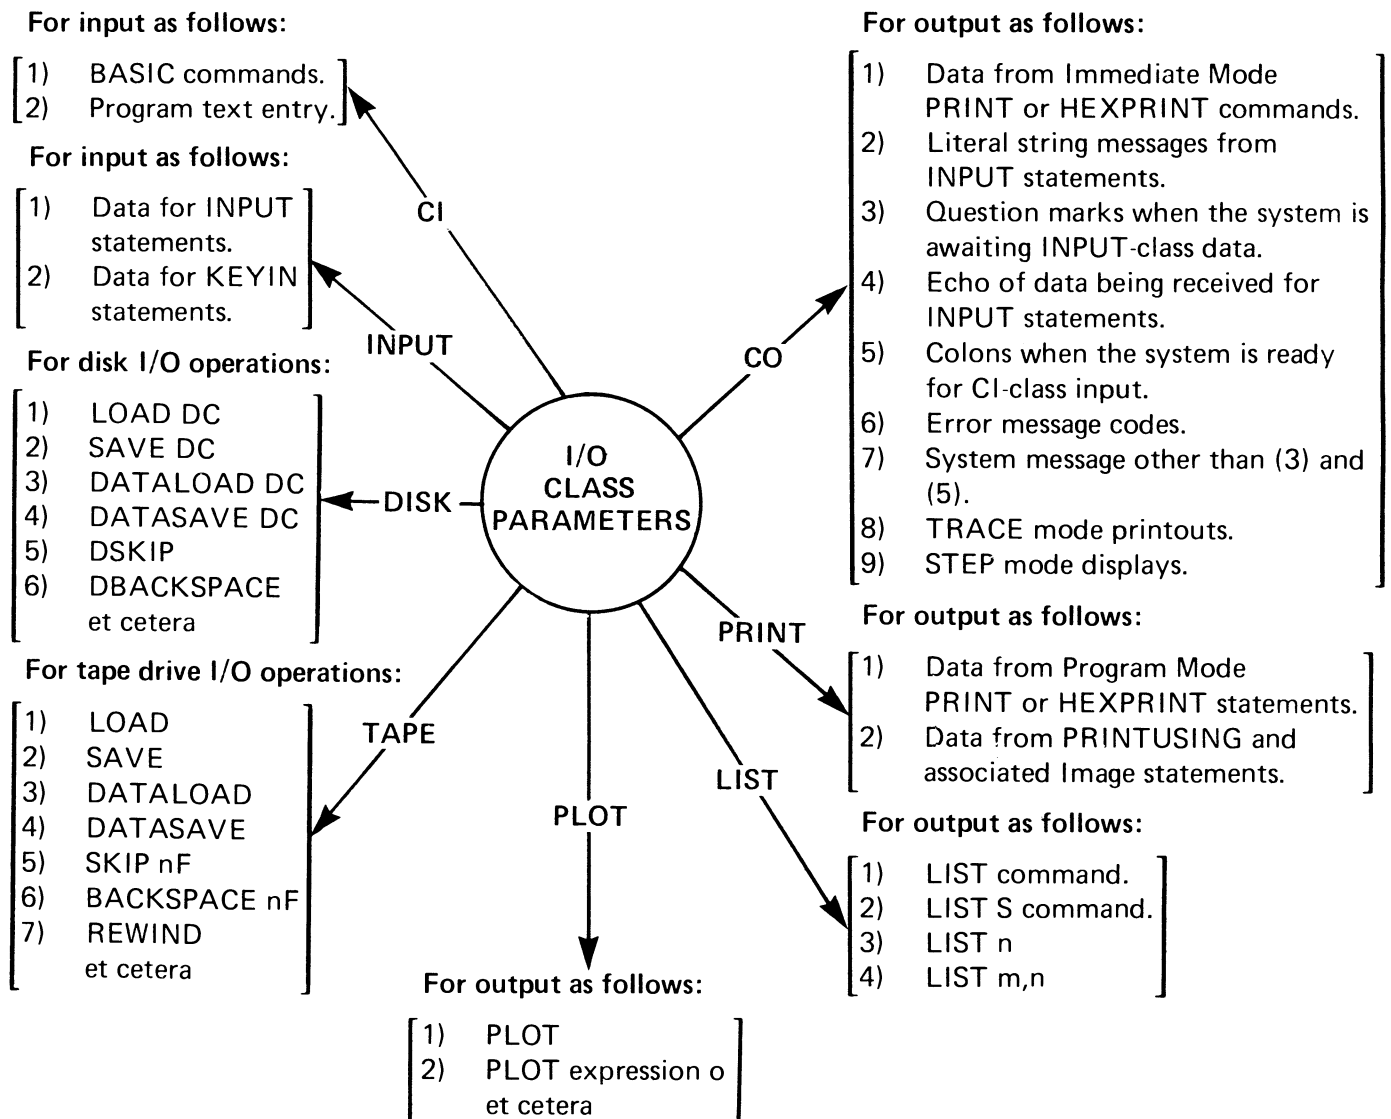 For input as follows:
1) BASIC commands.
2) Program text entry.
For input as follows:
1) Data for INPUT
statements.
2) Data for KEYIN
statements.
For disk I/O operations:
1) LOAD DC
2) SAVE DC
3) DATALOAD DC
4) DATASAVE DC
5) DSKIP
6) DBACKSPACE
et cetera
For tape drive I/O operations:
1) LOAD
2) SAVE
3) DATALOAD
4) DATASAVE
5) SKIP nF
6) BACKSPACE nF
7) REWIND
et cetera
CI
INPUT
DISK
TAPE
I/O
CLASS
PARAMETERS
CO
PRINT
LIST
PLOT
For output as follows:
1) PLOT
2) PLOT expression o
et cetera
For output as follows:
1) Data from Immediate Mode
PRINT or HEXPRINT commands.
2) Literal string messages from
INPUT statements.
3) Question marks when the system is
awaiting INPUT-class data.
4) Echo of data being received for
INPUT statements.
5) Colons when the system is ready
for CI-class input.
6) Error message codes.
7) System message other than (3) and
(5).
8) TRACE mode printouts.
9) STEP mode displays.
For output as follows:
1) Data from Program Mode
PRINT or HEXPRINT statements.
2) Data from PRINTUSING and
associated Image statements.
For output as follows:
1) LIST command.
2) LIST S command.
3) LIST n
4) LIST m,n